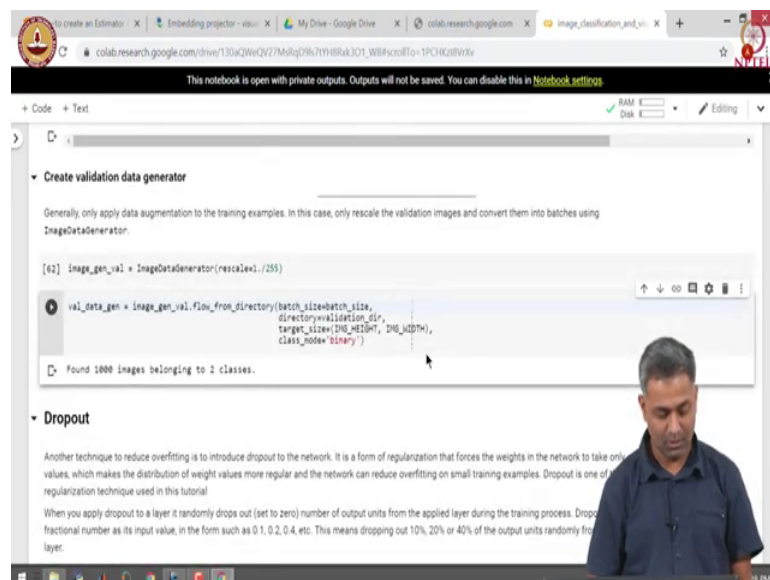 to create an Estimator
Embedding projector - visua
My Drive - Google Drive
colab.research.google.com
image_classification_and_vis
colab.research.google.com/drive/130aQWeQV27MsRqD9h7tYH8Rak3O1_WB#scrollTo=1PCHKzI8VrXv
NPTEL
This notebook is open with private outputs. Outputs will not be saved. You can disable this in Notebook settings.
+ Code + Text
RAM
Disk
Editing
Create validation data generator
Generally, only apply data augmentation to the training examples. In this case, only rescale the validation images and convert them into batches using
ImageDataGenerator.
[62] image_gen_val = ImageDataGenerator(rescale=1./255)
val_data_gen = image_gen_val.flow_from_directory(batch_size=batch_size,
directory=validation_dir,
target_size=(IMG_HEIGHT, IMG_WIDTH),
class_mode='binary')
Found 1000 images belonging to 2 classes.
Dropout
Another technique to reduce overfitting is to introduce dropout to the network. It is a form of regularization that forces the weights in the network to take only
values, which makes the distribution of weight values more regular and the network can reduce overfitting on small training examples. Dropout is one of
regularization technique used in this tutorial
When you apply dropout to a layer it randomly drops out (set to zero) number of output units from the applied layer during the training process.
fractional number as its input value, in the form such as 0.1, 0.2, 0.4, etc. This means dropping out 10%, 20% or 40% of the output units randomly
layer.